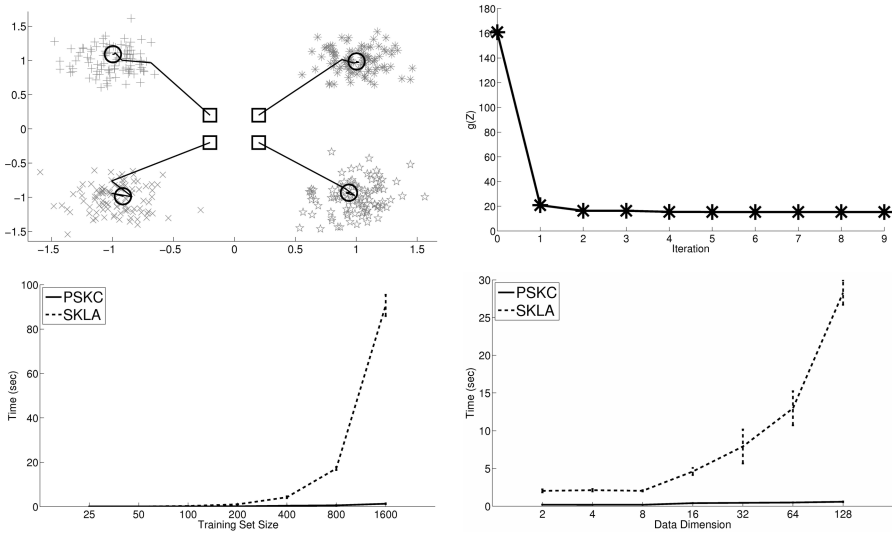 1.5
1
0.5
0
−0.5
−1
−1.5
−1.5 −1 −0.5 0 0.5 1 1.5
180
160
140
120
100
80
60
40
20
0
g(Z)
0 1 2 3 4 5 6 7 8 9
Iteration
100
80
60
40
20
0
Time (sec)
PSKC
SKLA
25 50 100 200 400 800 1600
Training Set Size
30
25
20
15
10
5
0
Time (sec)
PSKC
SKLA
2 4 8 16 32 64 128
Data Dimension